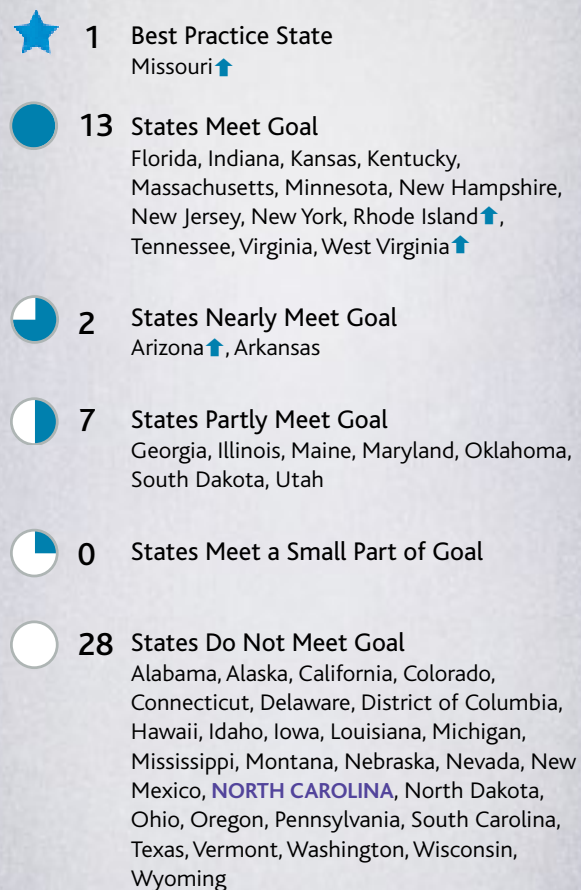 1 Best Practice State
Missouri⬆
13 States Meet Goal
Florida, Indiana, Kansas, Kentucky,
Massachusetts, Minnesota, New Hampshire,
New Jersey, New York, Rhode Island⬆,
Tennessee, Virginia, West Virginia⬆
2 States Nearly Meet Goal
Arizona⬆, Arkansas
7 States Partly Meet Goal
Georgia, Illinois, Maine, Maryland, Oklahoma,
South Dakota, Utah
0 States Meet a Small Part of Goal
28 States Do Not Meet Goal
Alabama, Alaska, California, Colorado,
Connecticut, Delaware, District of Columbia,
Hawaii, Idaho, Iowa, Louisiana, Michigan,
Mississippi, Montana, Nebraska, Nevada, New
Mexico, NORTH CAROLINA, North Dakota,
Ohio, Oregon, Pennsylvania, South Carolina,
Texas, Vermont, Washington, Wisconsin,
Wyoming